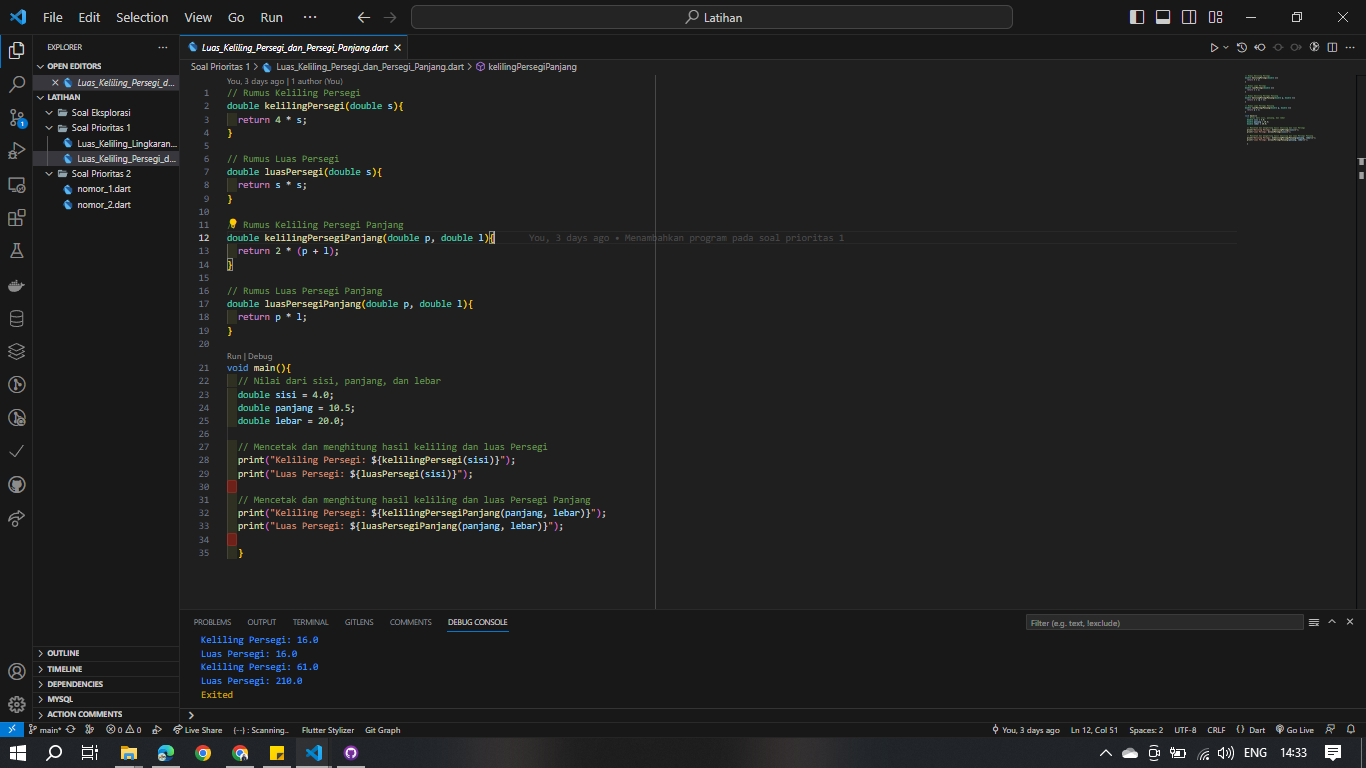 File Edit Selection View Go Run ··· Latihan
EXPLORER ···
OPEN EDITORS
Luas_Keliling_Persegi_d...
LATIHAN
Soal Eksplorasi
Soal Prioritas 1
Luas_Keliling_Lingkaran...
Luas_Keliling_Persegi_d...
Soal Prioritas 2
nomor_1.dart
nomor_2.dart
OUTLINE
TIMELINE
DEPENDENCIES
MYSQL
ACTION COMMENTS
1
Luas_Keliling_Persegi_dan_Persegi_Panjang.dart
Soal Prioritas 1 > Luas_Keliling_Persegi_dan_Persegi_Panjang.dart > kelilingPersegiPanjang
You, 3 days ago | 1 author (You)
1 // Rumus Keliling Persegi
2 double kelilingPersegi(double s){
3 return 4 * s;
4 }
5
6 // Rumus Luas Persegi
7 double luasPersegi(double s){
8 return s * s;
9 }
10
11 Rumus Keliling Persegi Panjang
12 double kelilingPersegiPanjang(double p, double l){ You, 3 days ago • Menambahkan program pada soal prioritas 1
13 return 2 * (p + l);
14 }
15
16 // Rumus Luas Persegi Panjang
17 double luasPersegiPanjang(double p, double l){
18 return p * l;
19 }
20
Run | Debug
21 void main(){
22 // Nilai dari sisi, panjang, dan lebar
23 double sisi = 4.0;
24 double panjang = 10.5;
25 double lebar = 20.0;
26
27 // Mencetak dan menghitung hasil keliling dan luas Persegi
28 print("Keliling Persegi: ${kelilingPersegi(sisi)}");
29 print("Luas Persegi: ${luasPersegi(sisi)}");
30
31 // Mencetak dan menghitung hasil keliling dan luas Persegi Panjang
32 print("Keliling Persegi: ${kelilingPersegiPanjang(panjang, lebar)}");
33 print("Luas Persegi: ${luasPersegiPanjang(panjang, lebar)}");
34
35 }
PROBLEMS OUTPUT TERMINAL GITLENS COMMENTS DEBUG CONSOLE Filter (e.g. text, !exclude)
Keliling Persegi: 16.0
Luas Persegi: 16.0
Keliling Persegi: 61.0
Luas Persegi: 210.0
Exited
main* 0 0 Live Share {··} : Scanning.. Flutter Stylizer Git Graph You, 3 days ago Ln 12, Col 51 Spaces: 2 UTF-8 CRLF {} Dart Go Live
ENG 14:33